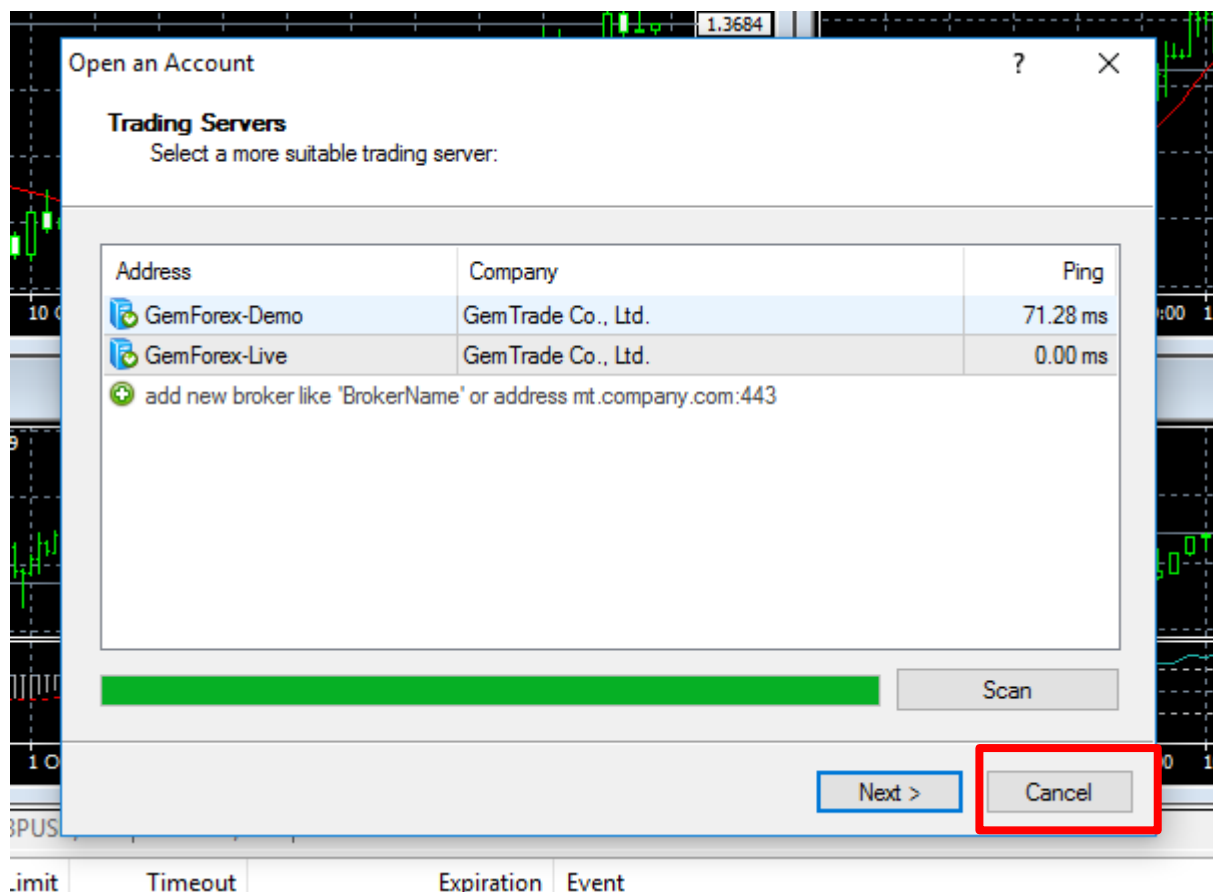 1.3684
Open an Account
?
Trading Servers
Select a more suitable trading server:
Address Company Ping
GemForex-Demo GemTrade Co., Ltd. 71.28 ms
GemForex-Live GemTrade Co., Ltd. 0.00 ms
add new broker like 'BrokerName' or address mt.company.com:443
Scan
Next > Cancel
Timeout Expiration Event